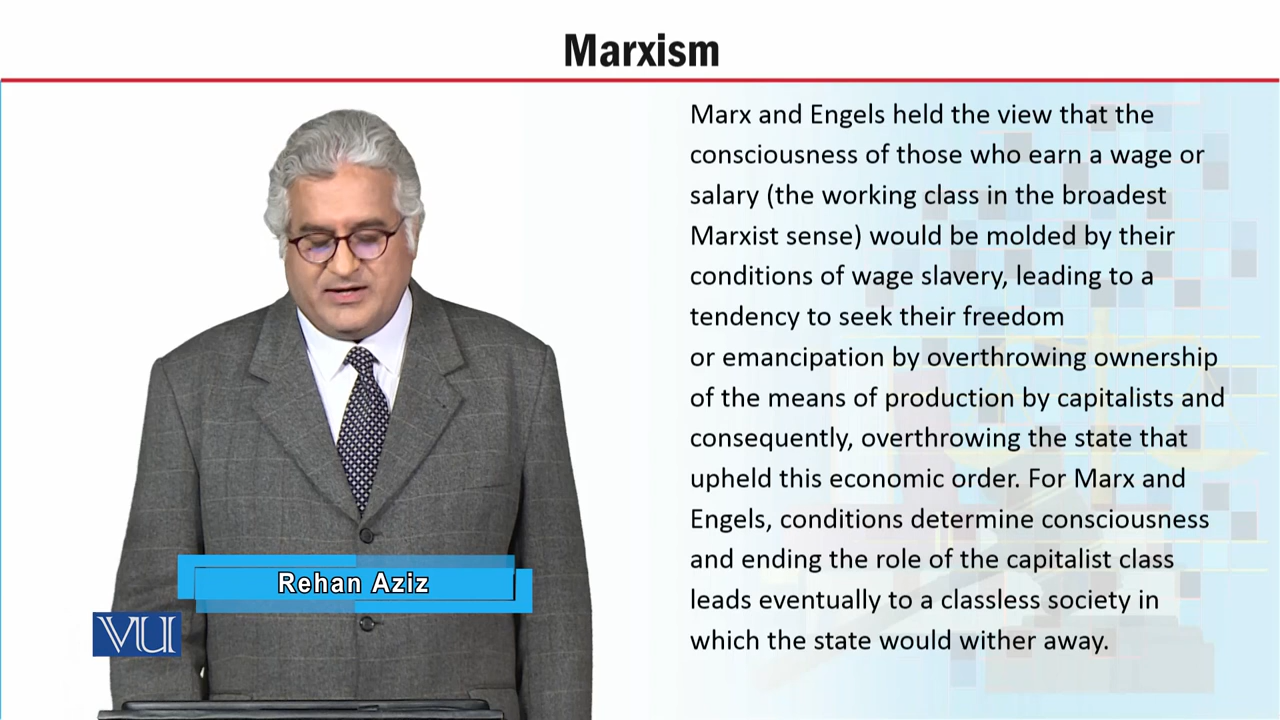 Marxism
Marx and Engels held the view that the
consciousness of those who earn a wage or
salary (the working class in the broadest
Marxist sense) would be molded by their
conditions of wage slavery, leading to a
tendency to seek their freedom
or emancipation by overthrowing ownership
of the means of production by capitalists and
consequently, overthrowing the state that
upheld this economic order. For Marx and
Engels, conditions determine consciousness
and ending the role of the capitalist class
leads eventually to a classless society in
which the state would wither away.
Rehan Aziz
VU